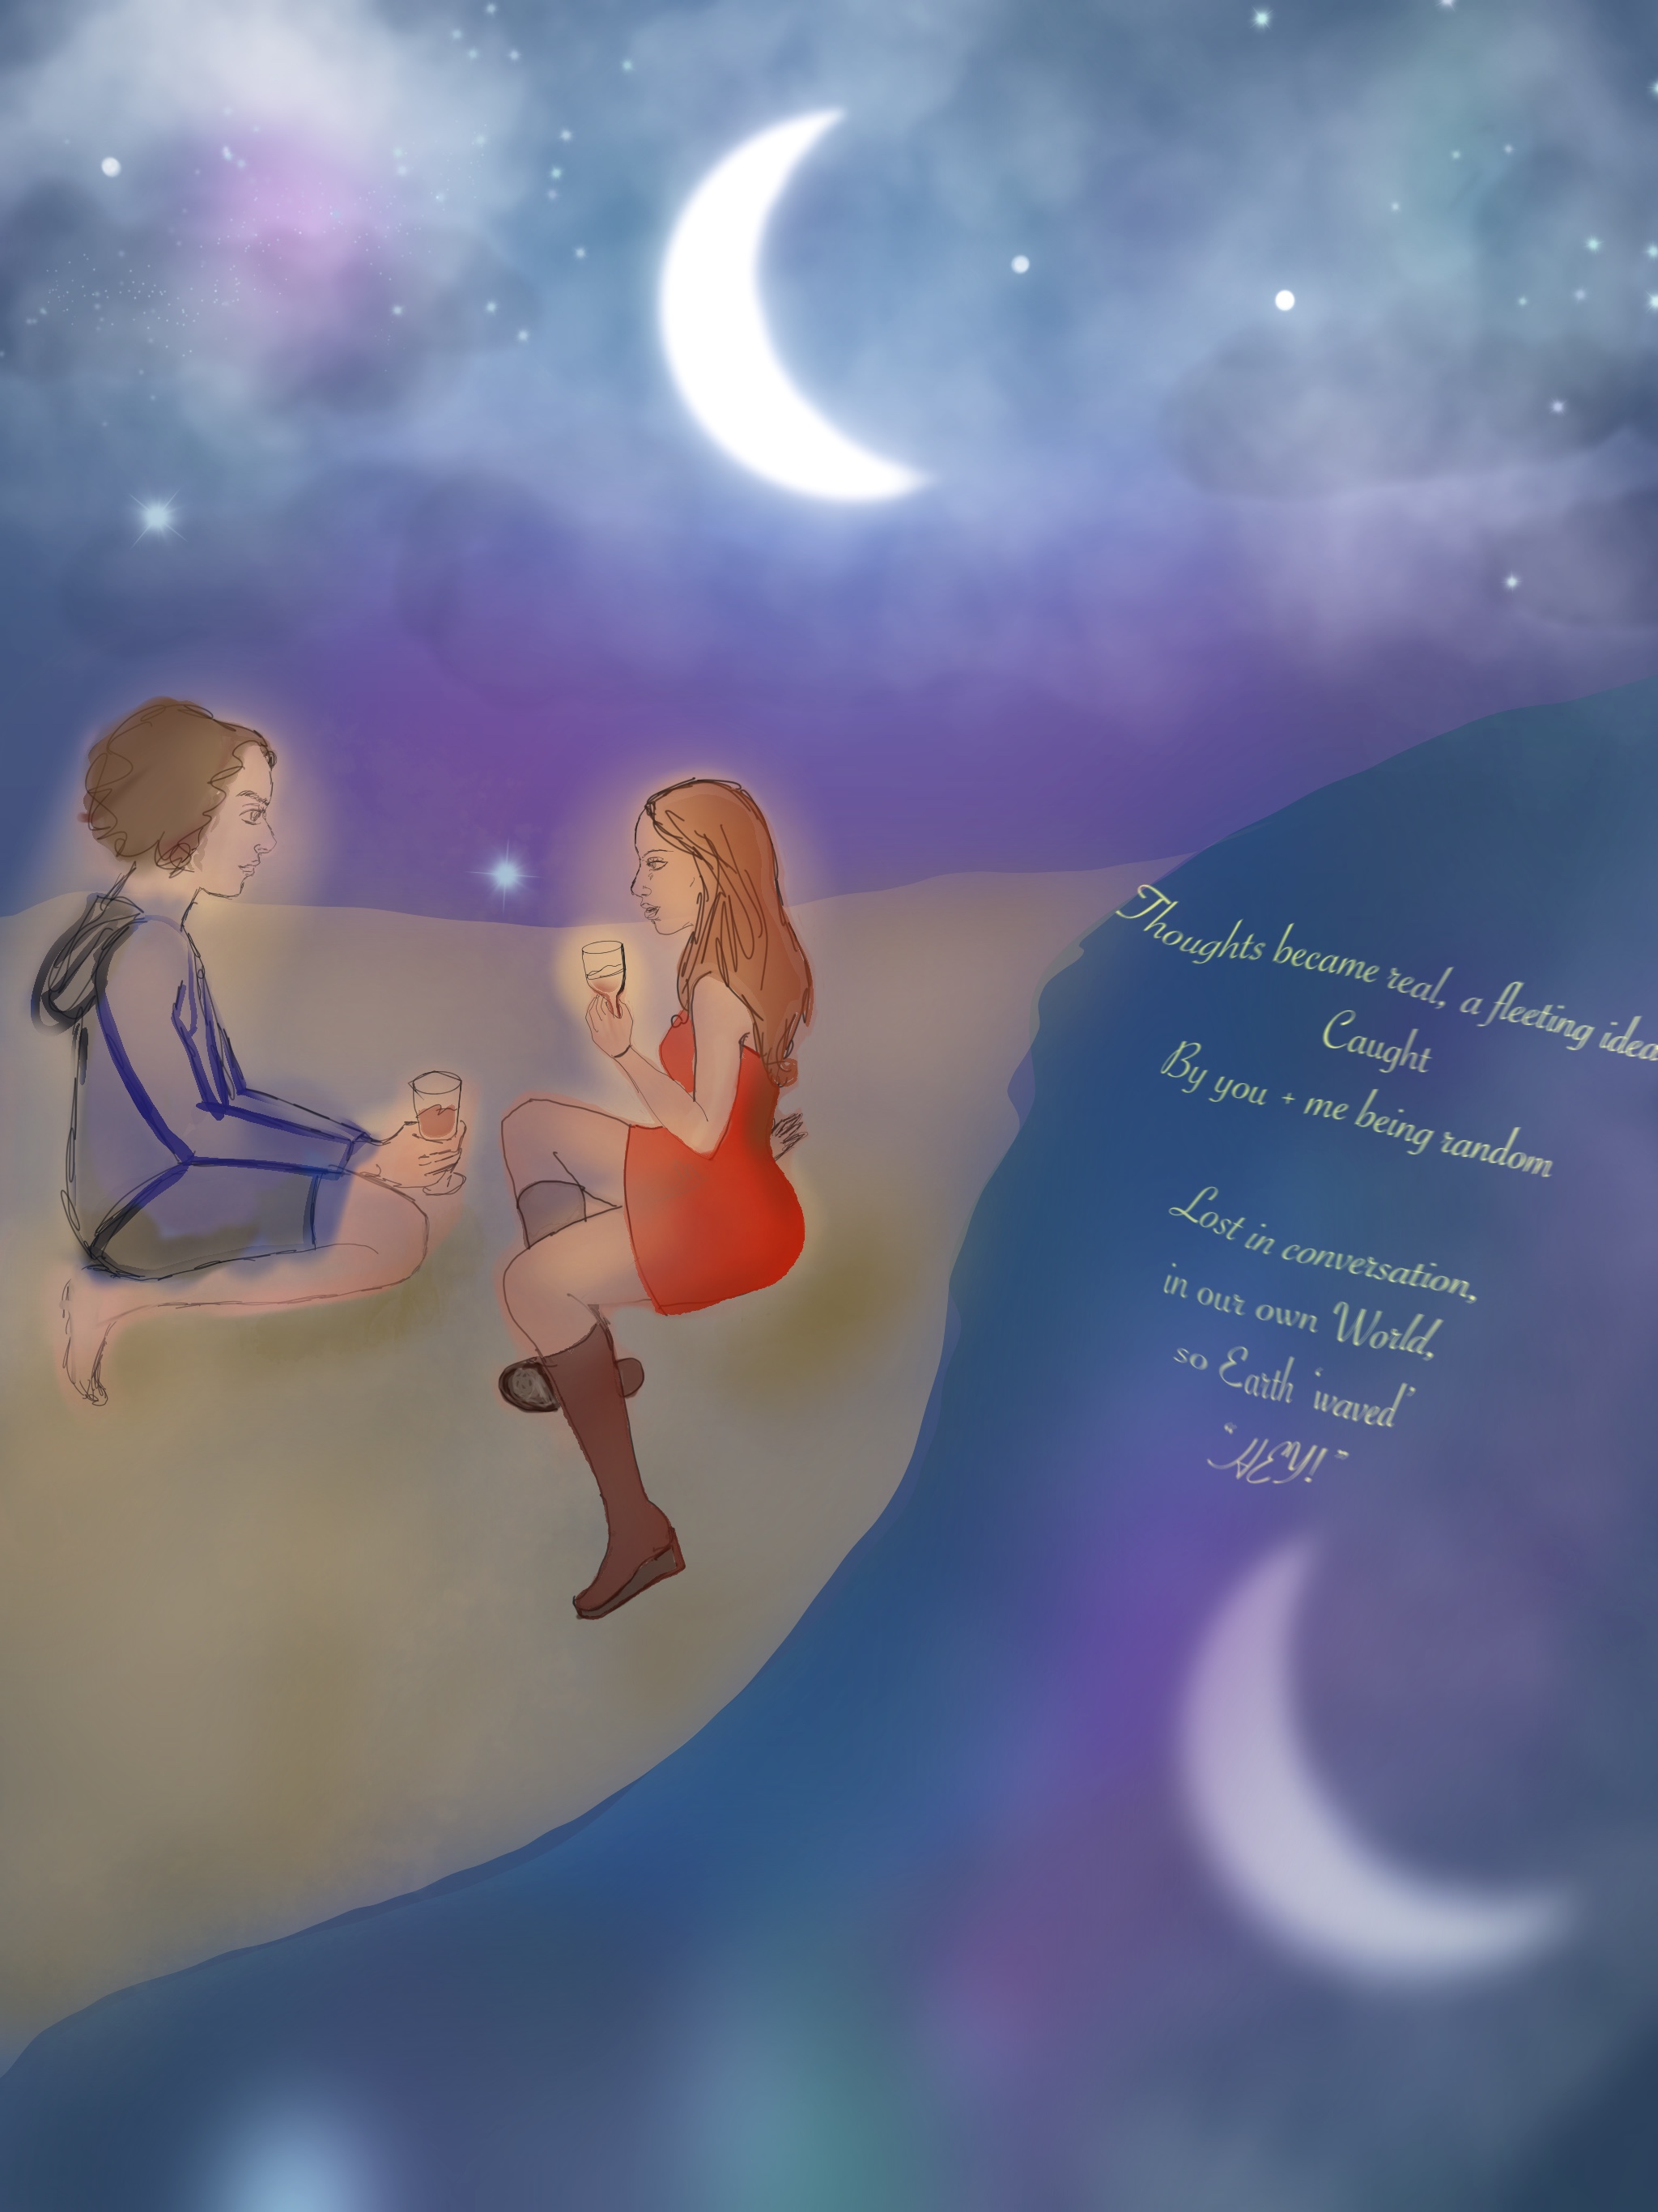 Thoughts became real, a fleeting idea
Caught
By you + me being random
Lost in conversation,
in our own World,
so Earth 'waved'
"HEY!"